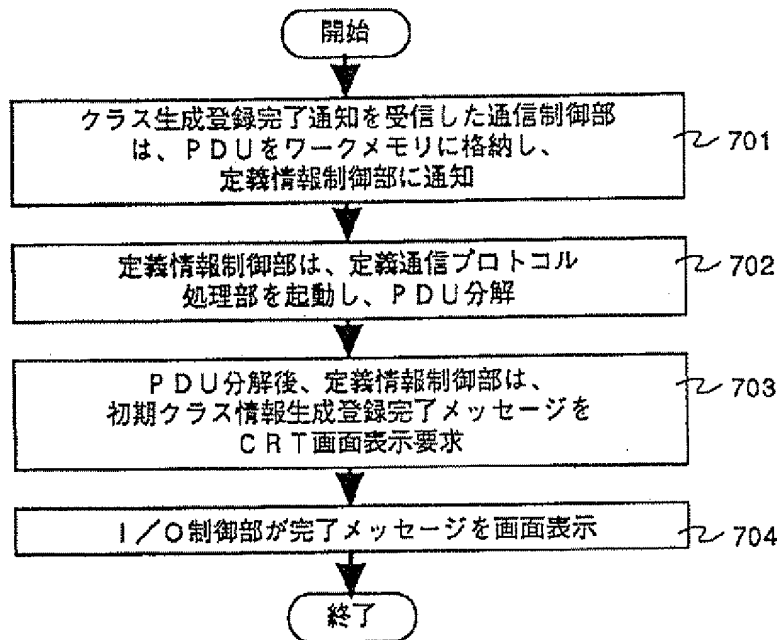 開始
クラス生成登録完了通知を受信した通信制御部
は、PDUをワークメモリに格納し、
定義情報制御部に通知
701
定義情報制御部は、定義通信プロトコル
処理部を起動し、PDU分解
702
PDU分解後、定義情報制御部は、
初期クラス情報生成登録完了メッセージを
CRT画面表示要求
703
I/O制御部が完了メッセージを画面表示
704
終了